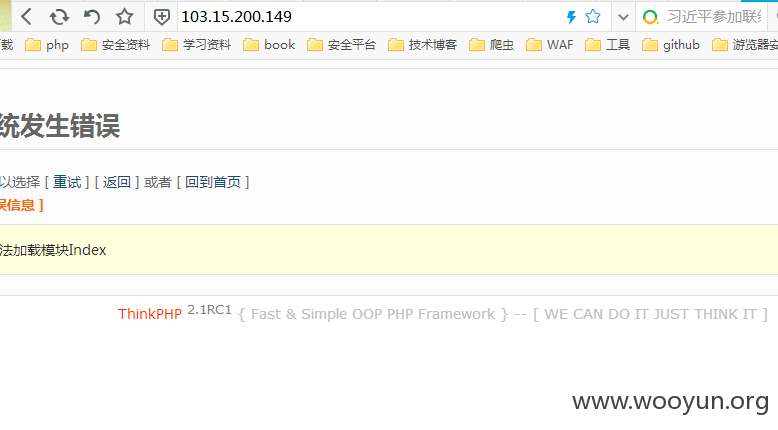 103.15.200.149
习近平参加联
载 php 安全资料 学习资料 book 安全平台 技术博客 爬虫 WAF 工具 github 游览器安
统发生错误
以选择 [ 重试 ] [ 返回 ] 或者 [ 回到首页 ]
误信息 ]
法加载模块Index
ThinkPHP 2.1RC1 { Fast & Simple OOP PHP Framework } -- [ WE CAN DO IT JUST THINK IT ]
www.wooyun.org